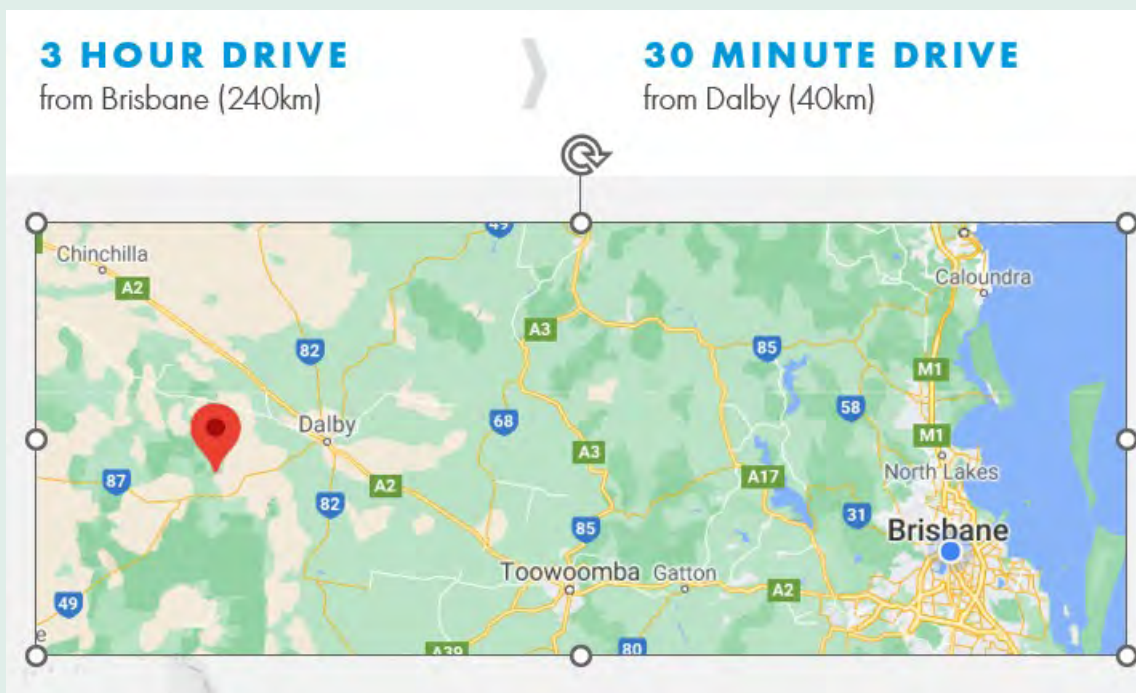 3 HOUR DRIVE
from Brisbane (240km)
30 MINUTE DRIVE
from Dalby (40km)
49
Chinchilla
Caloundra
A2
A3
82
85
M1
68
58
Dalby
M1
A3
North Lakes
87
A2
A17
82
31
85
Brisbane
Toowoomba
Gatton
A2
49
e
A39
80